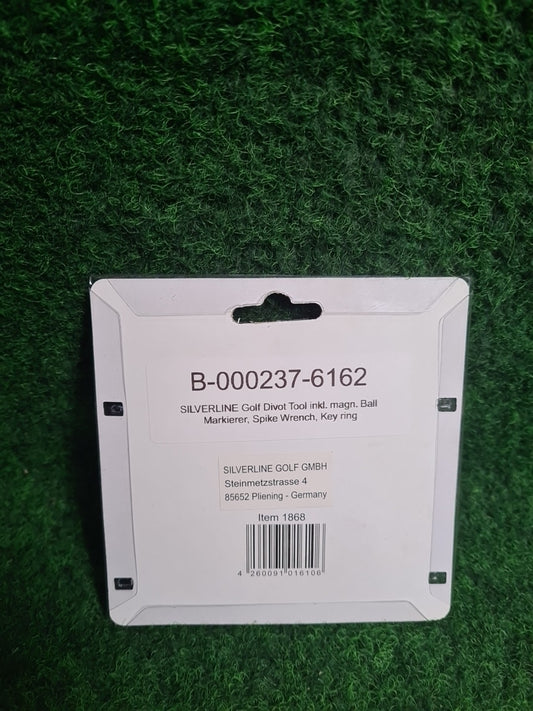 B-000237-6162
SILVERLINE Golf Divot Tool inkl. magn. Ball
Markierer, Spike Wrench, Key ring
SILVERLINE GOLF GMBH
Steinmetzstrasse 4
85652 Pliening - Germany
Item 1868
4 260091 016106